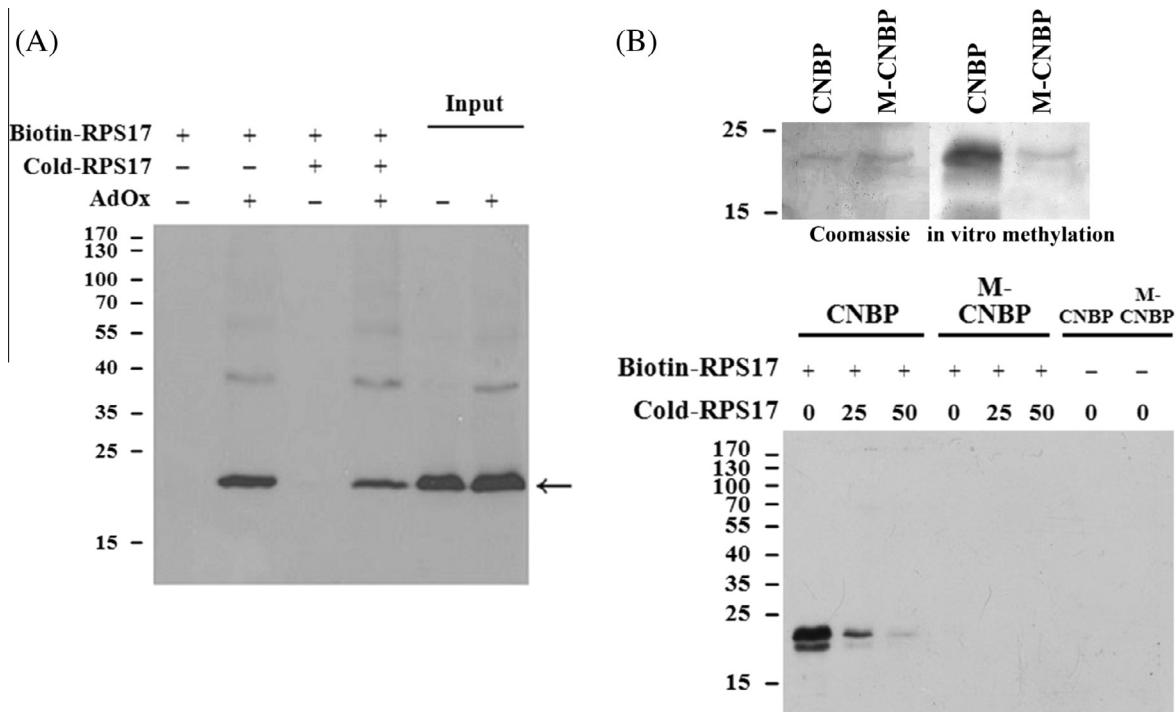 (A)
Input
Biotin-RPS17 + + + +
Cold-RPS17 – – + +
AdOx – + – + – +
170
130
100
70
55
40
35
25
15
(B)
CNBP M-CNBP CNBP M-CNBP
25
15
Coomassie in vitro methylation
CNBP M-CNBP CNBP M-CNBP
Biotin-RPS17 + + + + + + – –
Cold-RPS17 0 25 50 0 25 50 0 0
170
130
100
70
55
40
35
25
15